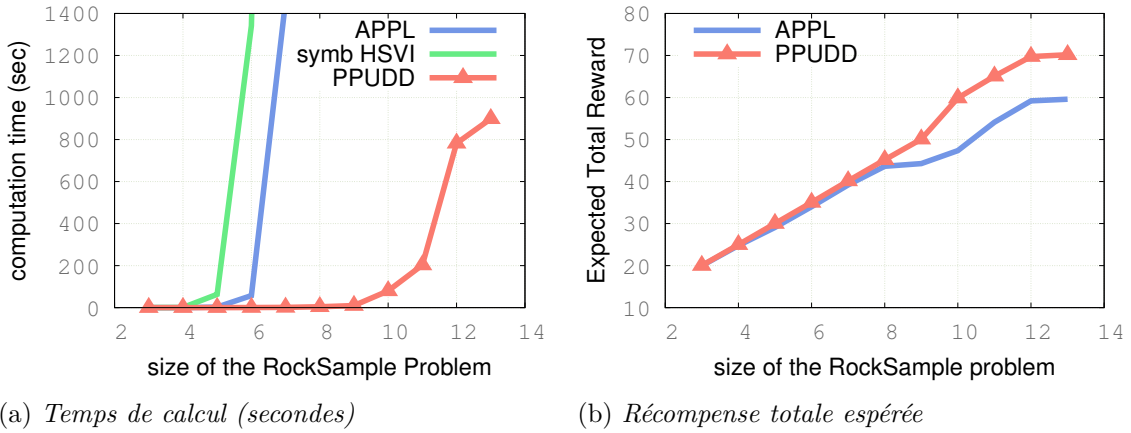 1400
1200
1000
800
600
400
200
0
computation time (sec)
APPL
symb HSVI
PPUDD
2 4 6 8 10 12 14
size of the RockSample Problem
(a) Temps de calcul (secondes)
80
70
60
50
40
30
20
10
Expected Total Reward
APPL
PPUDD
2 4 6 8 10 12 14
size of the RockSample problem
(b) Récompense totale espérée